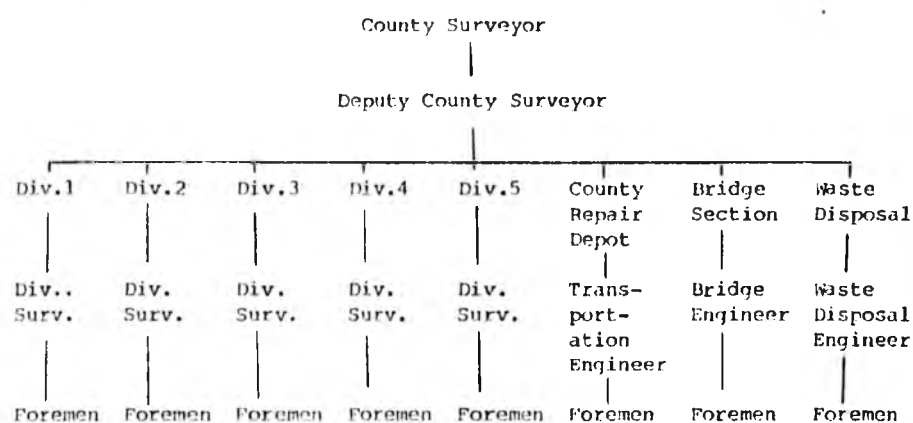 County Surveyor
Deputy County Surveyor
Div.1 Div.2 Div.3 Div.4 Div.5 County Bridge Waste
Repair Section Disposal
Depot
Div.. Div. Div. Div. Div. Trans- Bridge Waste
Surv. Surv. Surv. Surv. Surv. port- Engineer Disposal
ation Engineer
Engineer
Foremen Foremen Foremen Foremen Foremen Foremen Foremen Foremen